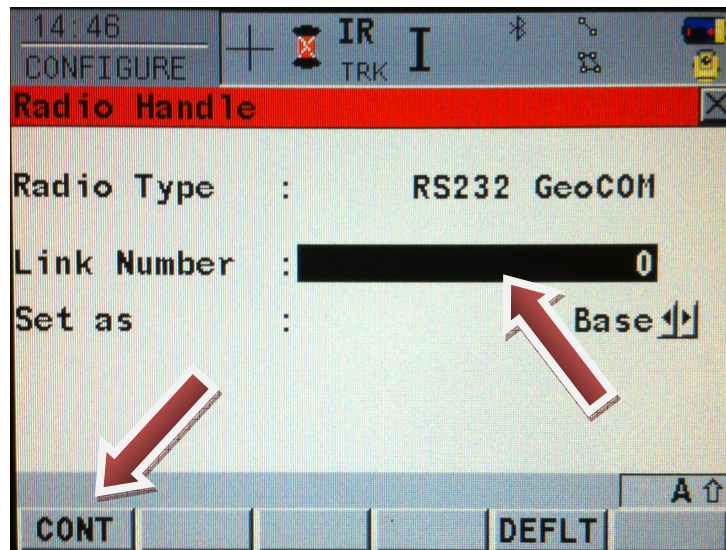 14:46
CONFIGURE
IR
TRK
I
Radio Handle
Radio Type : RS232 GeoCOM
Link Number : 0
Set as : Base
A
CONT
DEFLT